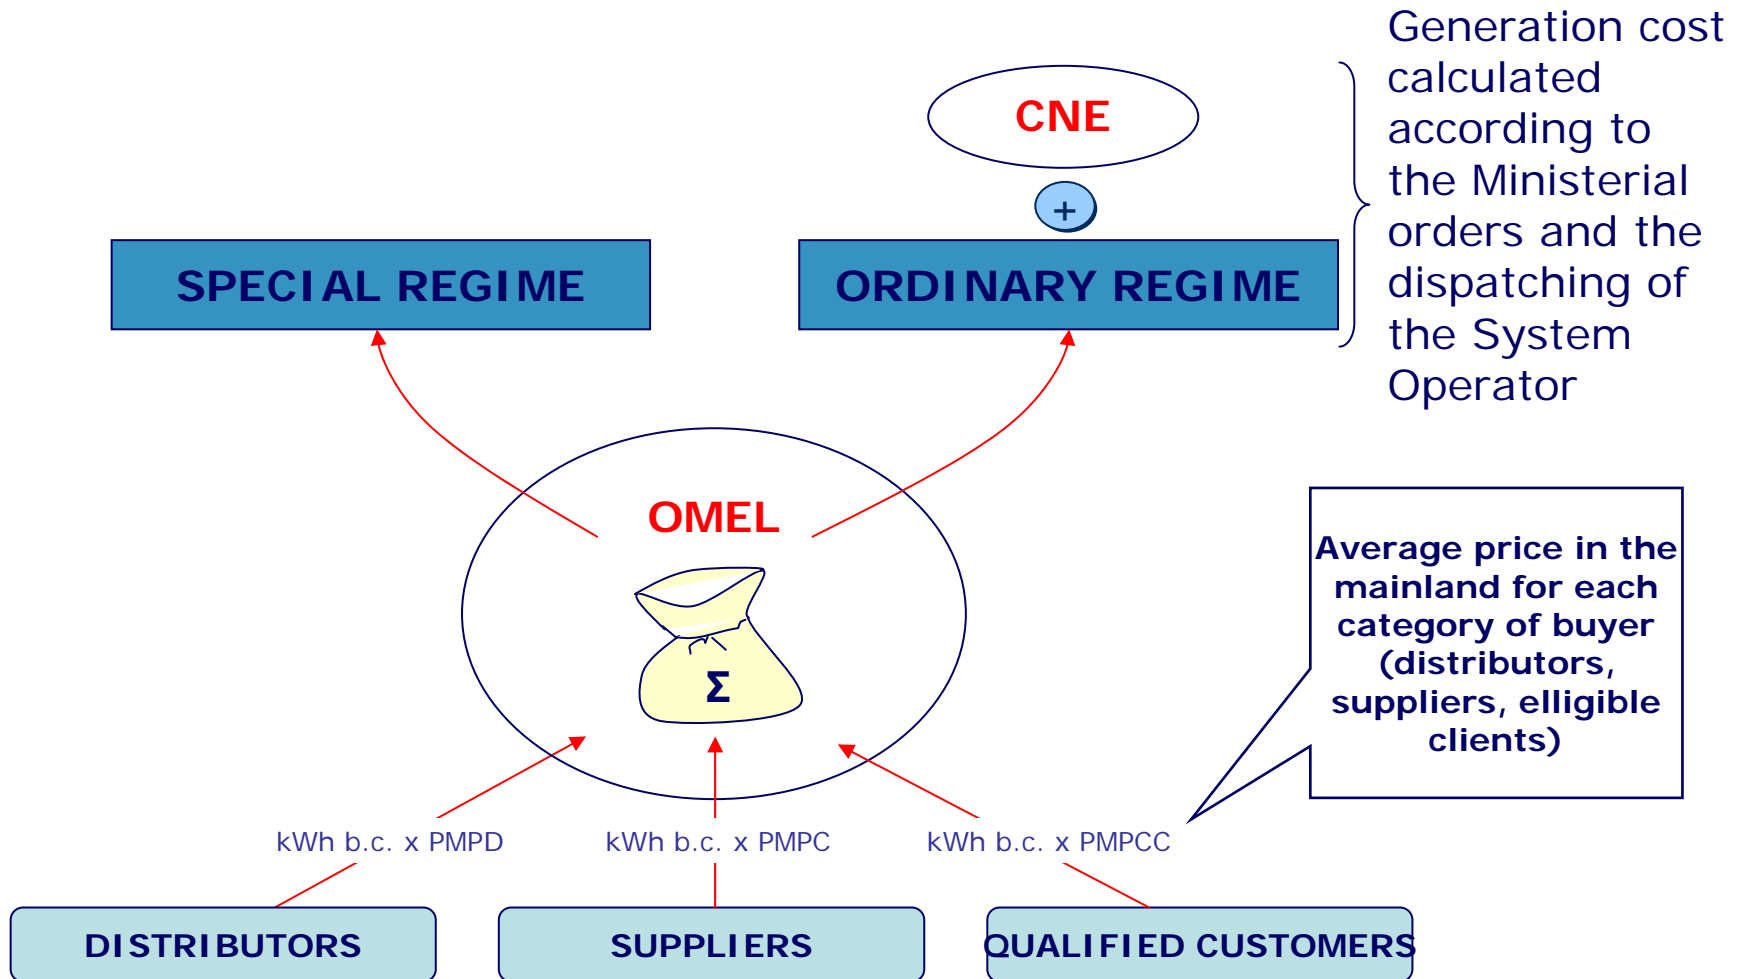 Generation cost
calculated
according to
the Ministerial
orders and the
dispatching of
the System
Operator
CNE
+
SPECIAL REGIME
ORDINARY REGIME
OMEL
Σ
Average price in the
mainland for each
category of buyer
(distributors,
suppliers, elligible
clients)
kWh b.c. x PMPD
kWh b.c. x PMPC
kWh b.c. x PMPCC
DISTRIBUTORS
SUPPLIERS
QUALIFIED CUSTOMERS